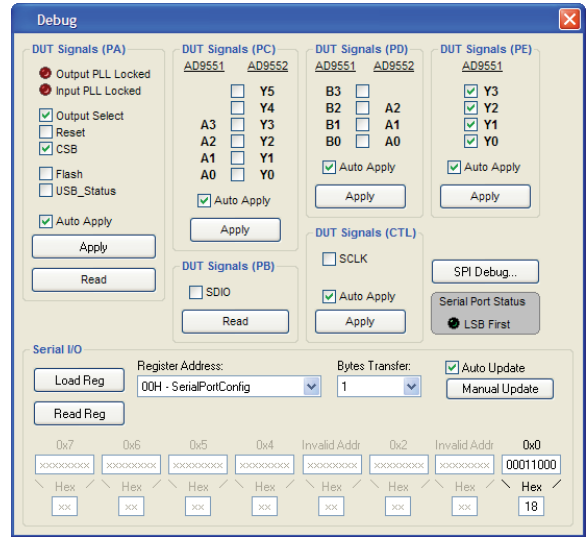 Debug
DUT Signals (PA)
Output PLL Locked
Input PLL Locked
Output Select
Reset
CSB
Flash
USB_Status
Auto Apply
Apply
Read
DUT Signals (PC)
AD9551 AD9552
Y5
Y4
A3 Y3
A2 Y2
A1 Y1
A0 Y0
Auto Apply
Apply
DUT Signals (PB)
SDIO
Read
DUT Signals (PD)
AD9551 AD9552
B3
B2 A2
B1 A1
B0 A0
Auto Apply
Apply
DUT Signals (CTL)
SCLK
Auto Apply
Apply
DUT Signals (PE)
AD9551
Y3
Y2
Y1
Y0
Auto Apply
Apply
SPI Debug...
Serial Port Status
LSB First
Serial I/O
Load Reg
Read Reg
Register Address:
00H - SerialPortConfig
Bytes Transfer:
1
Auto Update
Manual Update
0x7 0x6 0x5 0x4 Invalid Addr 0x2 Invalid Addr 0x0
xxxxxxxx xxxxxxxx xxxxxxxx xxxxxxxx xxxxxxxx xxxxxxxx xxxxxxxx 00011000
Hex Hex Hex Hex Hex Hex Hex Hex
xx xx xx xx xx xx xx 18